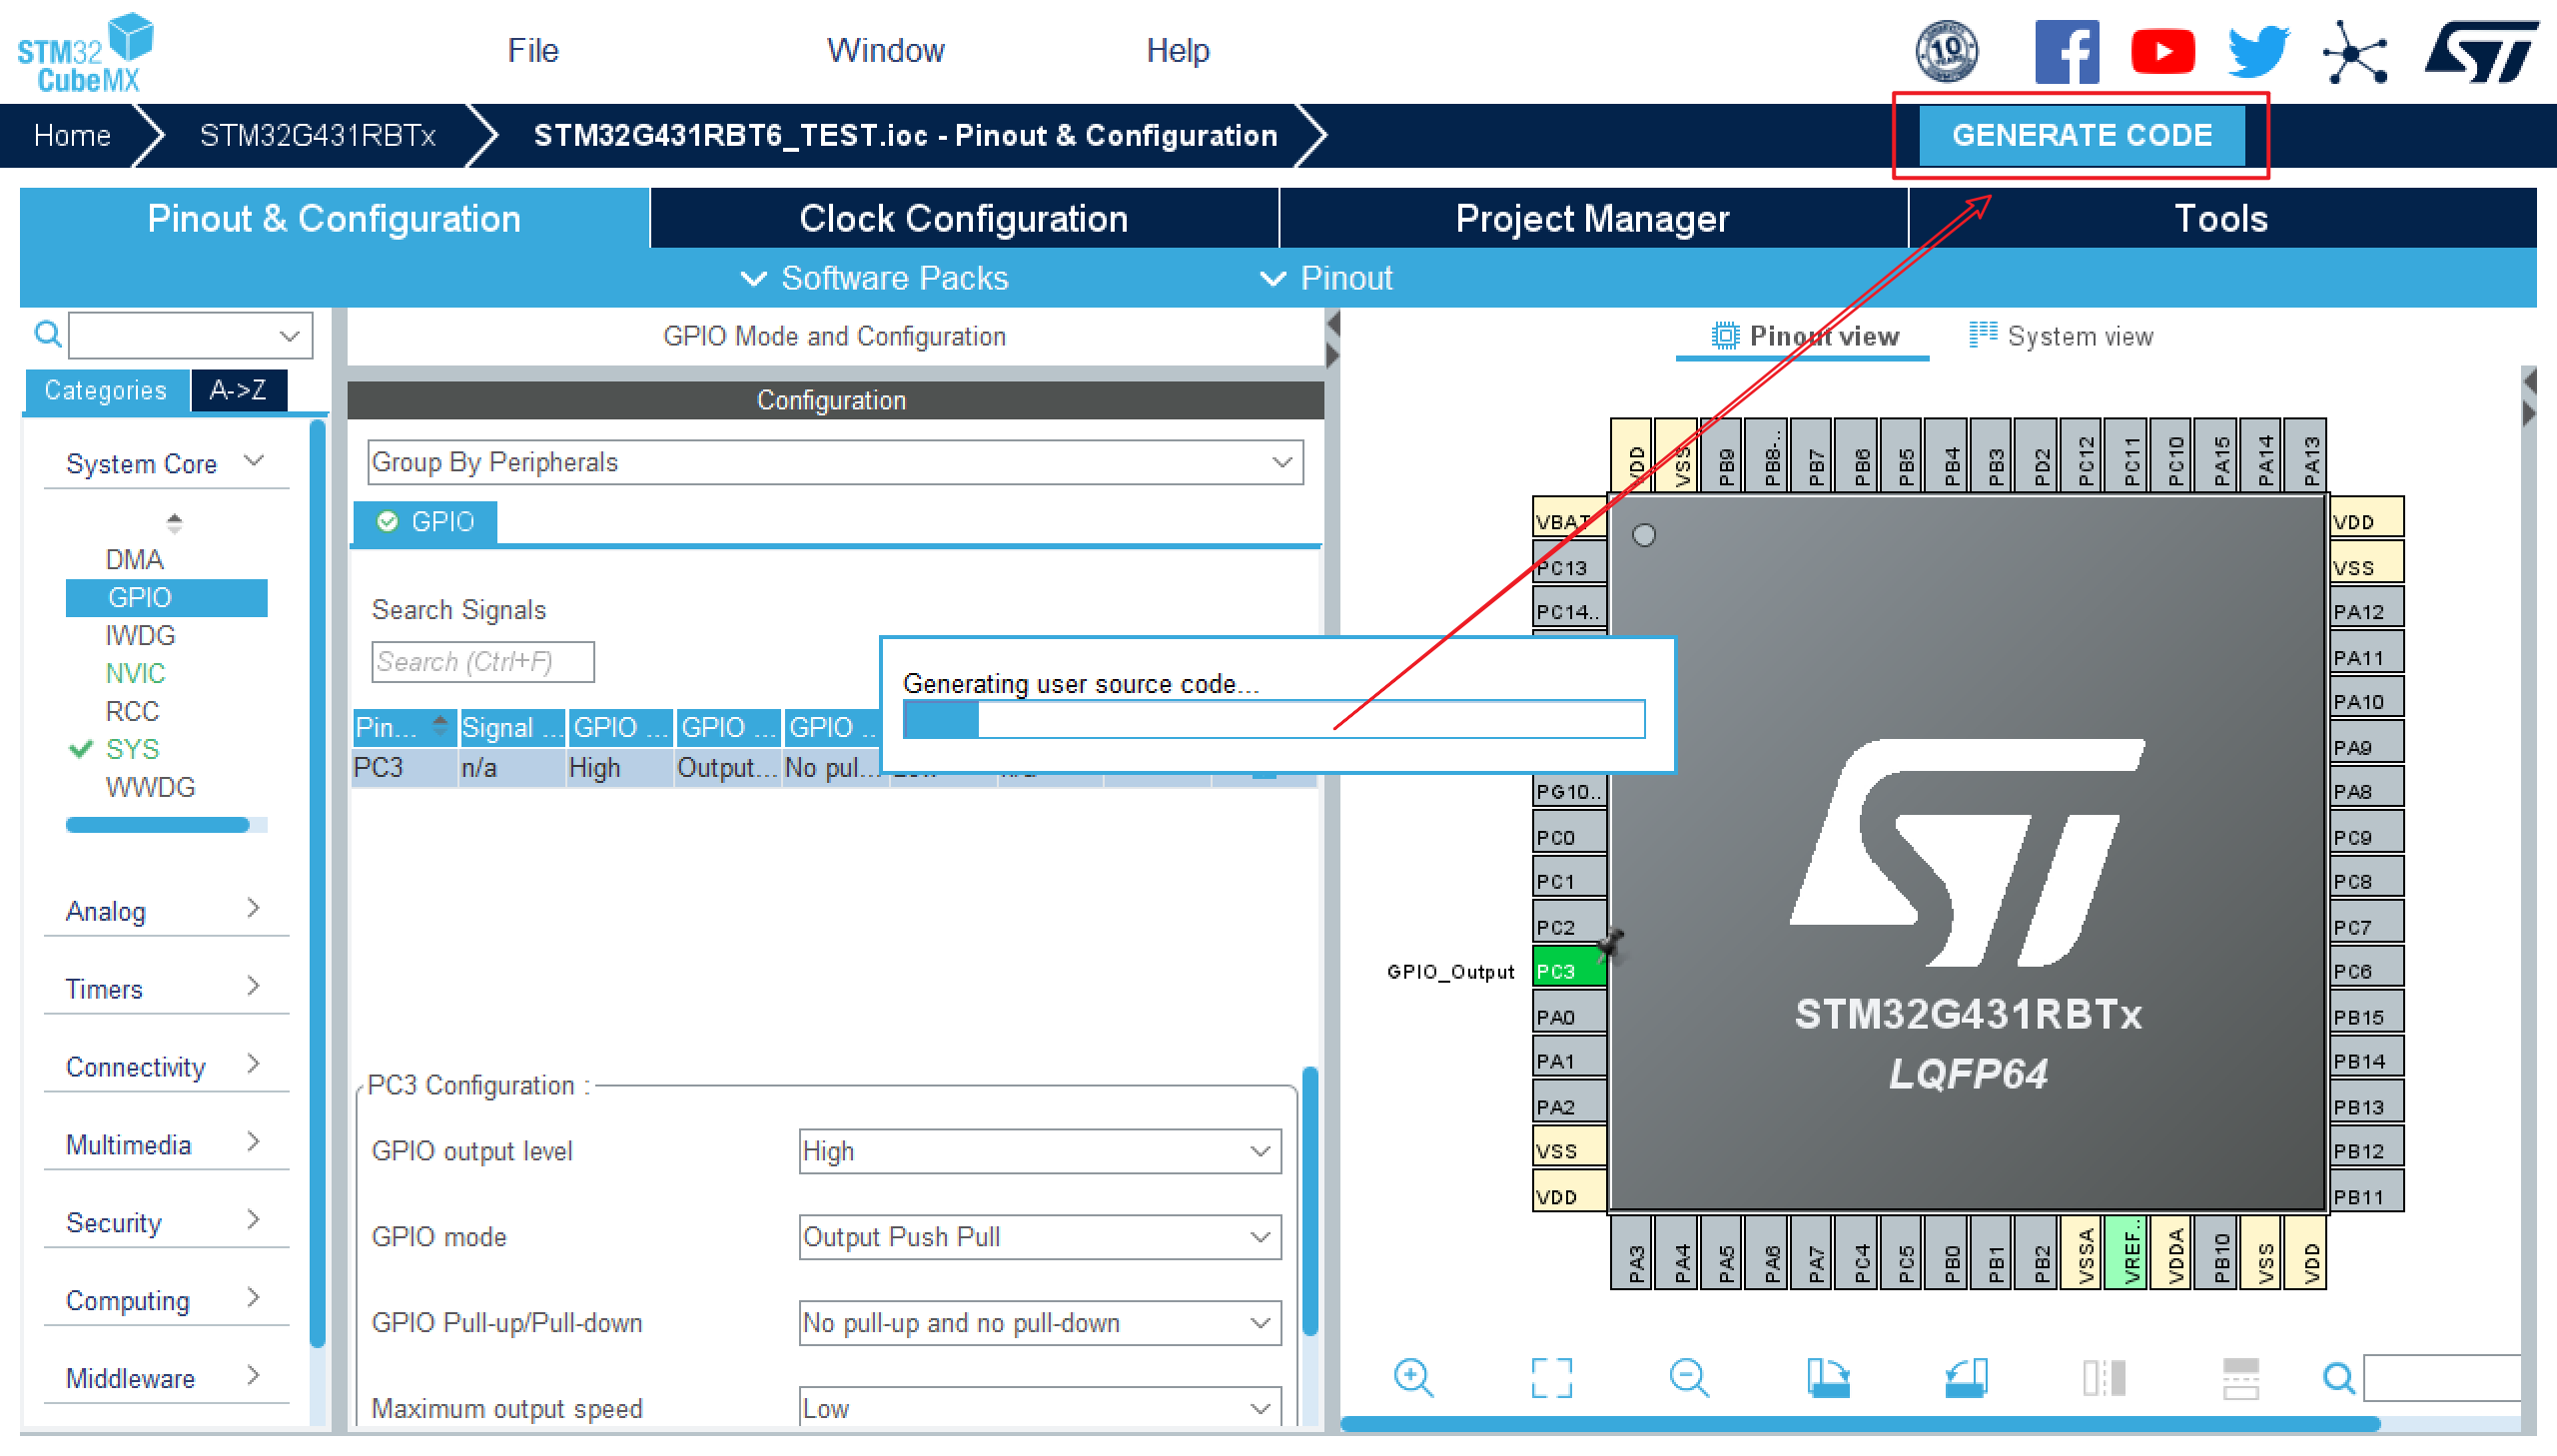 STM32
CubeMX
File
Window
Help
10
YEARS
Home
STM32G431RBTx
STM32G431RBT6_TEST.ioc - Pinout & Configuration
GENERATE CODE
Pinout & Configuration
Clock Configuration
Project Manager
Tools
Software Packs
Pinout
GPIO Mode and Configuration
Pinout view
System view
Categories
A->Z
Configuration
System Core
Group By Peripherals
GPIO
DMA
GPIO
IWDG
NVIC
RCC
SYS
WWDG
Search Signals
Search (Ctrl+F)
Generating user source code...
Pin...
Signal ...
GPIO ...
GPIO ...
GPIO ..
PC3
n/a
High
Output...
No pul...
Analog
Timers
Connectivity
Multimedia
Security
Computing
Middleware
PC3 Configuration :
GPIO output level
High
GPIO mode
Output Push Pull
GPIO Pull-up/Pull-down
No pull-up and no pull-down
Maximum output speed
Low
VDD
VSS
PB9
PB8-..
PB7
PB6
PB5
PB4
PB3
PD2
PC12
PC11
PC10
PA15
PA14
PA13
VBAT
PC13
PC14..
PG10..
PC0
PC1
PC2
GPIO_Output
PC3
PA0
PA1
PA2
VSS
VDD
STM32G431RBTx
LQFP64
VDD
VSS
PA12
PA11
PA10
PA9
PA8
PC9
PC8
PC7
PC6
PB15
PB14
PB13
PB12
PB11
PA3
PA4
PA5
PA6
PA7
PC4
PC5
PB0
PB1
PB2
VSSA
VREF..
VDDA
PB10
VSS
VDD